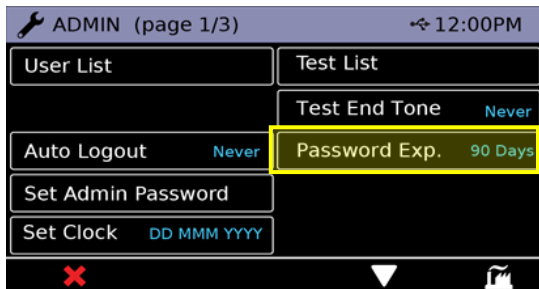 ADMIN (page 1/3) 12:00PM
User List
Test List
Test End Tone Never
Auto Logout Never
Password Exp. 90 Days
Set Admin Password
Set Clock DD MMM YYYY